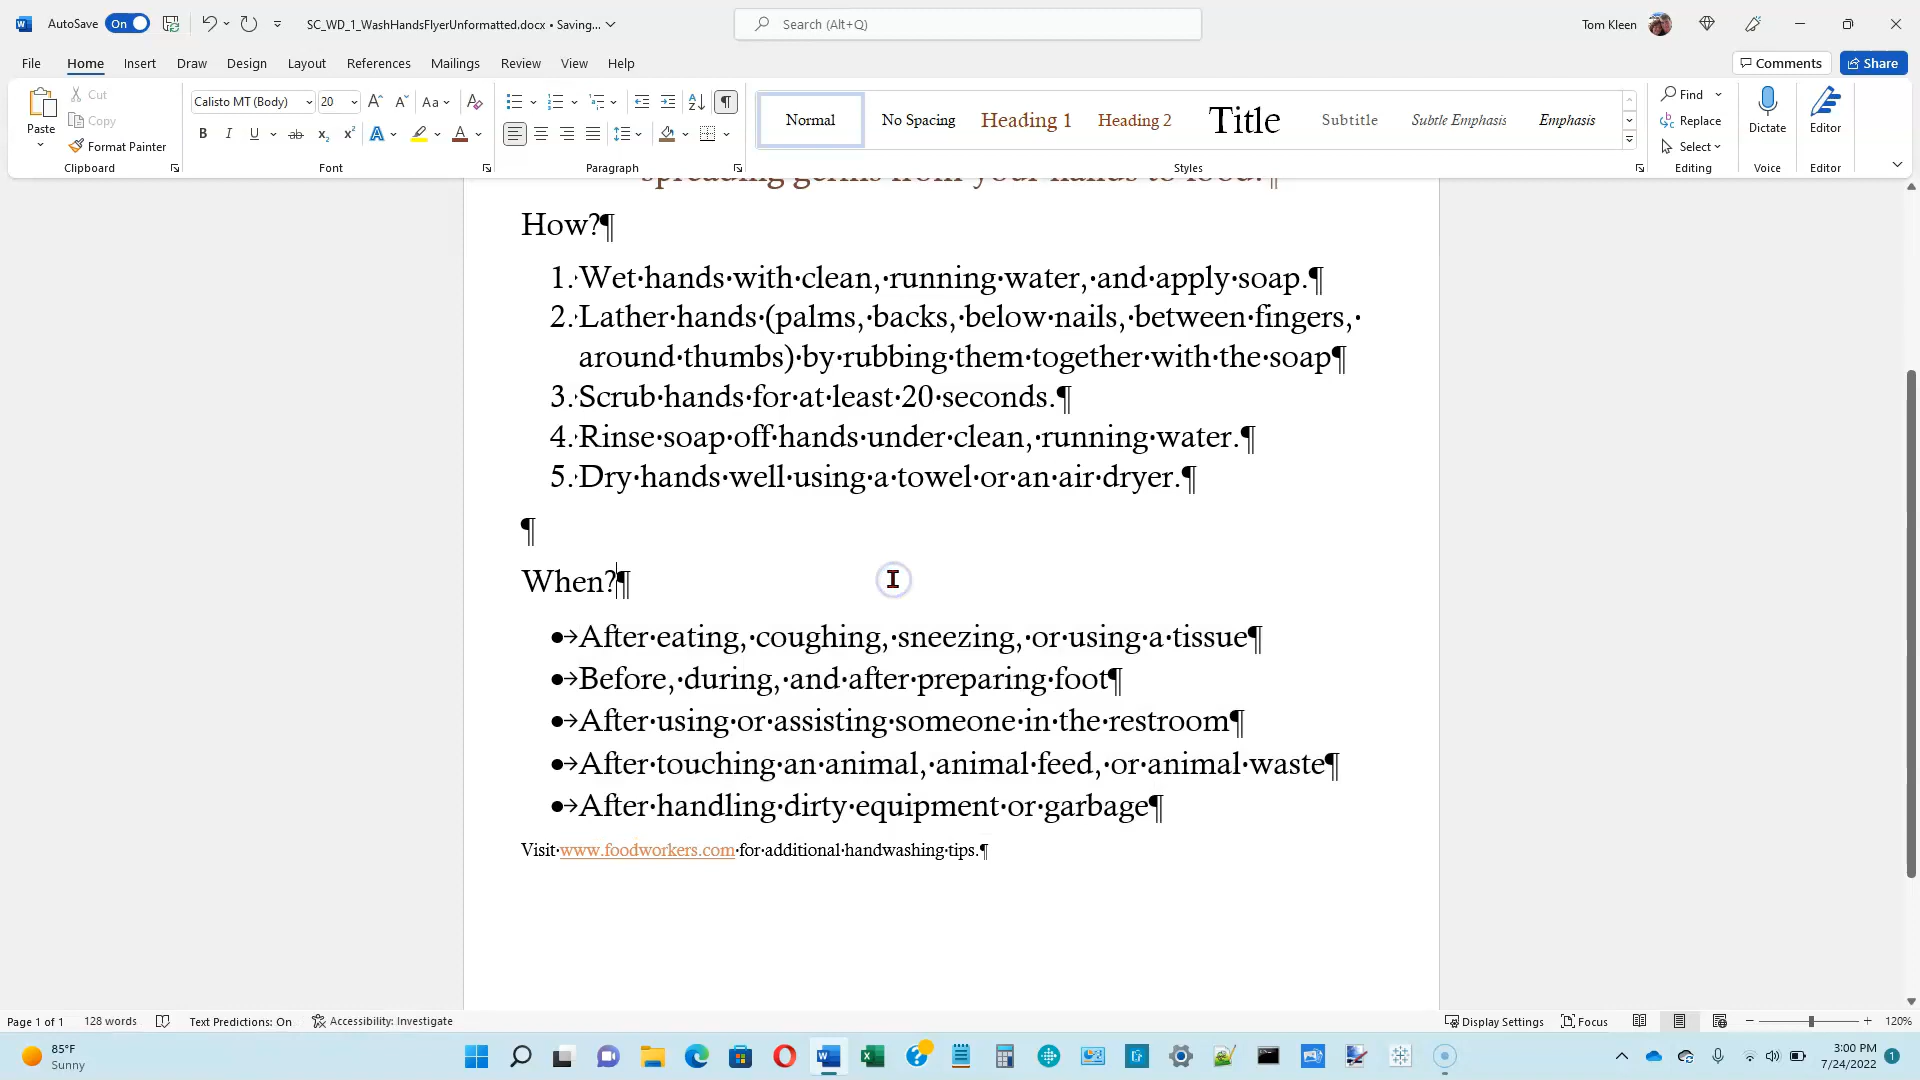 AutoSave On SC_WD_1_WashHandsFlyerUnformatted.docx • Saving... Search (Alt+Q) Tom Kleen
File Home Insert Draw Design Layout References Mailings Review View Help Comments Share
Paste Cut Copy Format Painter
Clipboard
Calisto MT (Body) 20
Font
Paragraph
Normal No Spacing Heading 1 Heading 2 Title Subtitle Subtle Emphasis Emphasis
Styles
Find Replace Select
Editing
Dictate
Voice
Editor
Editor
spreading germs from your hands to food.¶
How?¶
1. Wet·hands·with·clean,·running·water,·and·apply·soap.¶
2. Lather·hands·(palms,·backs,·below·nails,·between·fingers,·
around·thumbs)·by·rubbing·them·together·with·the·soap¶
3. Scrub·hands·for·at·least·20·seconds.¶
4. Rinse·soap·off·hands·under·clean,·running·water.¶
5. Dry·hands·well·using·a·towel·or·an·air·dryer.¶
¶
When?¶
●→After·eating,·coughing,·sneezing,·or·using·a·tissue¶
●→Before,·during,·and·after·preparing·foot¶
●→After·using·or·assisting·someone·in·the·restroom¶
●→After·touching·an·animal,·animal·feed,·or·animal·waste¶
●→After·handling·dirty·equipment·or·garbage¶
Visit·www.foodworkers.com·for·additional·handwashing·tips.¶
Page 1 of 1 128 words Text Predictions: On Accessibility: Investigate Display Settings Focus 120%
85°F
Sunny
3:00 PM
7/24/2022
1